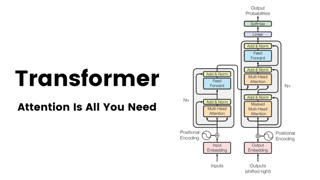 Transformer
Attention Is All You Need
Output
Probabilities
Softmax
Linear
Add & Norm
Feed
Forward
Add & Norm
Add & Norm
Multi-Head
Attention
Feed
Forward
N×
Add & Norm
Add & Norm
Multi-Head
Attention
Masked
Multi-Head
Attention
N×
Positional
Encoding
Positional
Encoding
Input
Embedding
Output
Embedding
Inputs
Outputs
(shifted right)